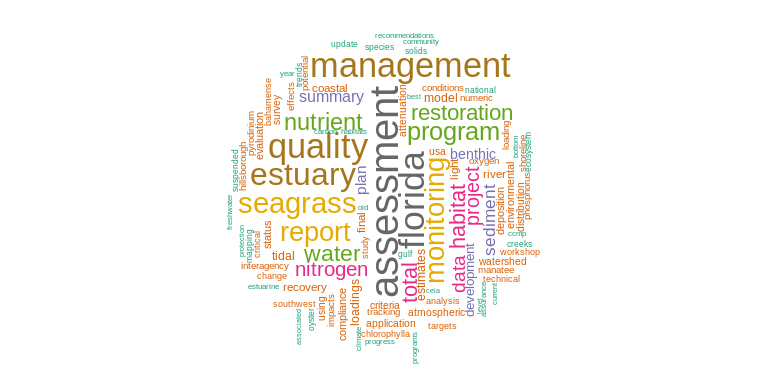 recommendations
community
update
species
solids
management
year
trends
potential
conditions
national
coastal
summary
model
numeric
effects
best
bahamense
survey
nutrient
attenuation
restoration
program
carbon
habitats
pyrodinium
evaluation
quality
assessment
usa
benthic
loading
bottom
shoreline
ecosystem
oxygen
light
river
suspended
hillsborough
estuary
plan
florida
monitoring
habitat
project
environmental
distribution
phosphorus
deposition
seagrass
old
final
freshwater
report
status
sediment
ccmp
creeks
water
study
gulf
data
workshop
protection
mapping
critical
tidal
interagency
nitrogen
total
estimates
watershed
manatee
technical
change
development
estuarine
recovery
loadings
cela
level
assurance
current
southwest
criteria
analysis
associated
oyster
using
impacts
compliance
tracking
atmospheric
application
targets
climate
chlorophylla
progress
programs